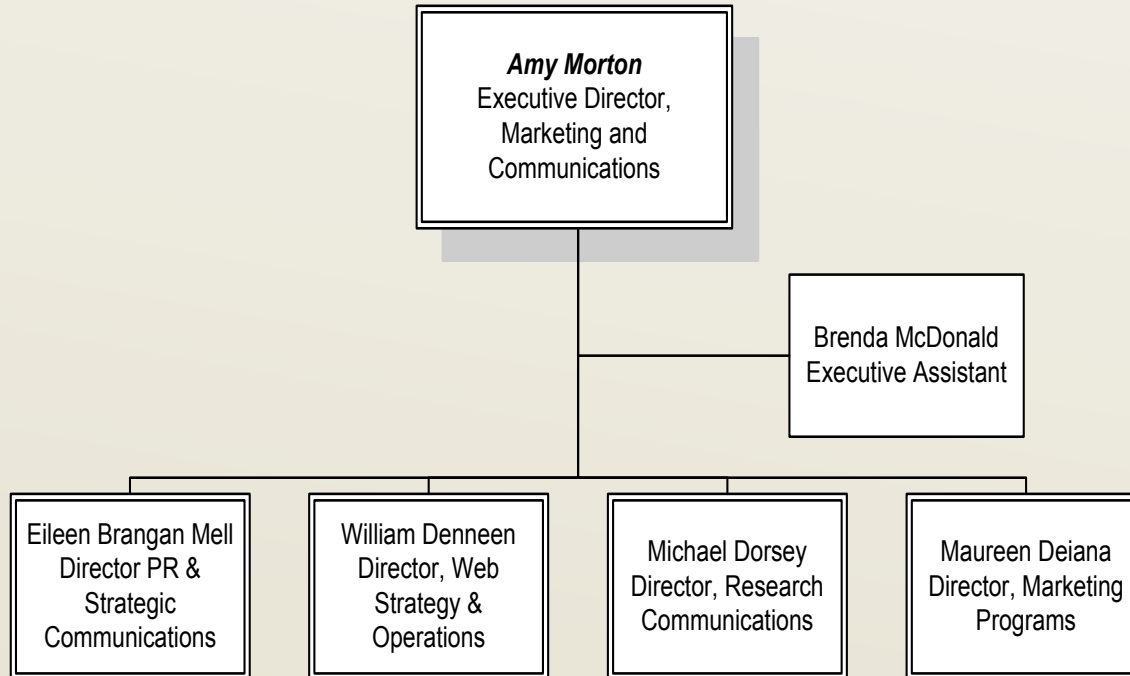 Amy Morton
Executive Director,
Marketing and
Communications
Brenda McDonald
Executive Assistant
Eileen Brangan Mell
Director PR &
Strategic
Communications
William Denneen
Director, Web
Strategy &
Operations
Michael Dorsey
Director, Research
Communications
Maureen Deiana
Director, Marketing
Programs